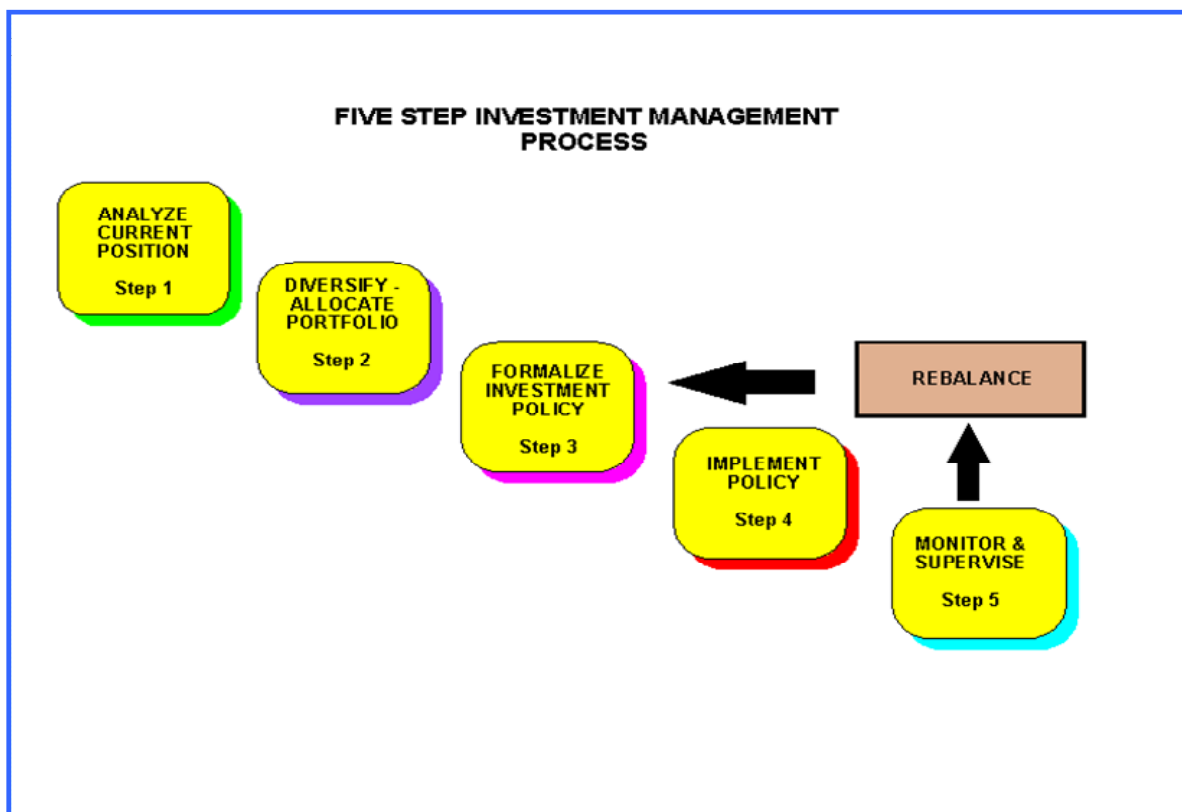 FIVE STEP INVESTMENT MANAGEMENT
PROCESS
ANALYZE
CURRENT
POSITION
Step 1
DIVERSIFY -
ALLOCATE
PORTFOLIO
Step 2
FORMALIZE
INVESTMENT
POLICY
Step 3
REBALANCE
IMPLEMENT
POLICY
Step 4
MONITOR &
SUPERVISE
Step 5